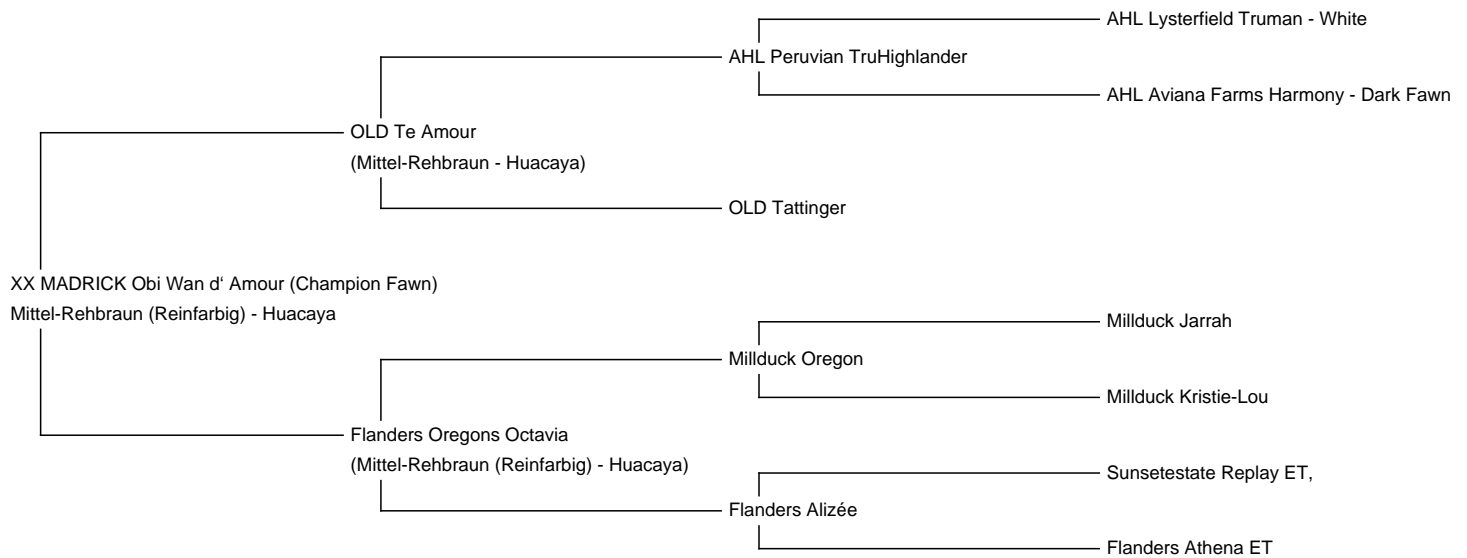 AHL Lysterfield Truman - White
AHL Peruvian TruHighlander
AHL Aviana Farms Harmony - Dark Fawn
OLD Te Amour
(Mittel-Rehbraun - Huacaya)
OLD Tattinger
XX MADRICK Obi Wan d‘ Amour (Champion Fawn)
Mittel-Rehbraun (Reinfarbig) - Huacaya
Millduck Jarrah
Millduck Oregon
Millduck Kristie-Lou
Flanders Oregons Octavia
(Mittel-Rehbraun (Reinfarbig) - Huacaya)
Sunsetestate Replay ET,
Flanders Alizée
Flanders Athena ET